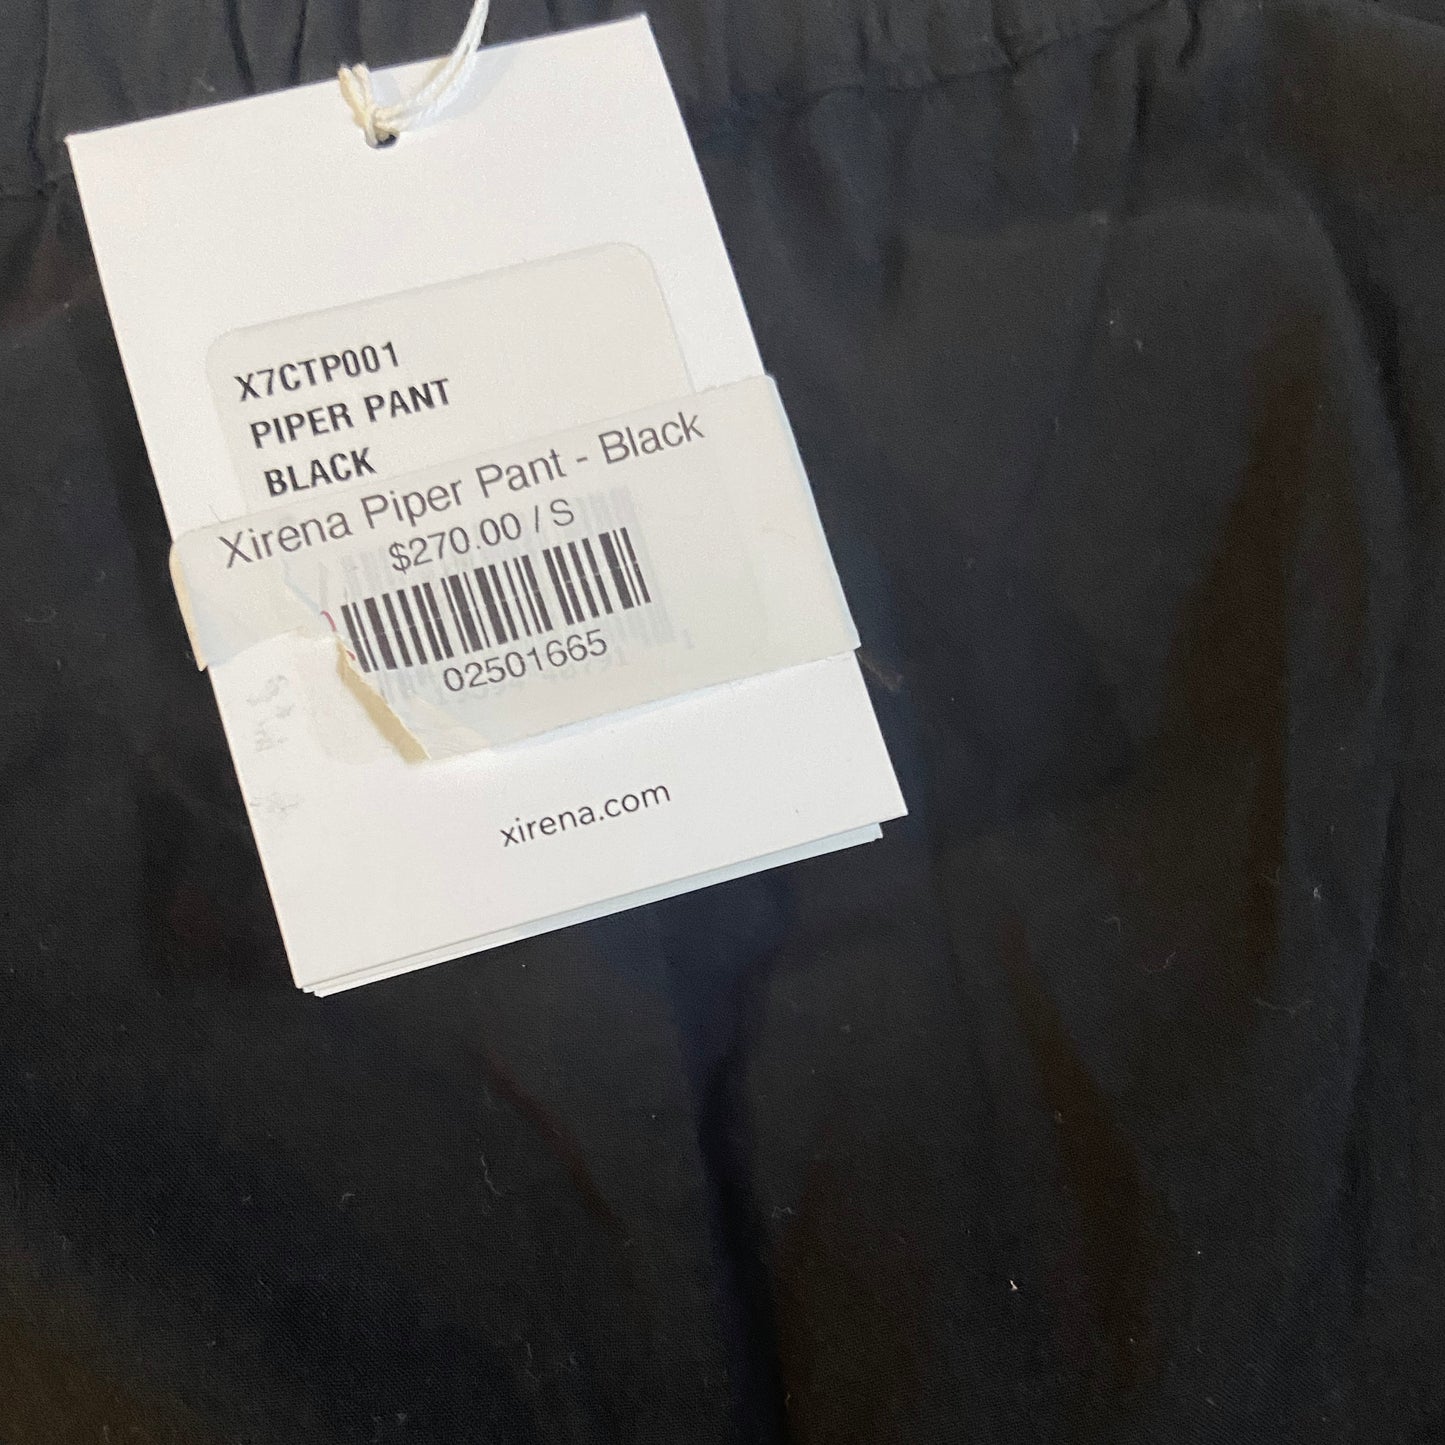 X7CTP001
PIPER PANT
BLACK
Xirena Piper Pant - Black
$270.00 / S
02501665
xirena.com